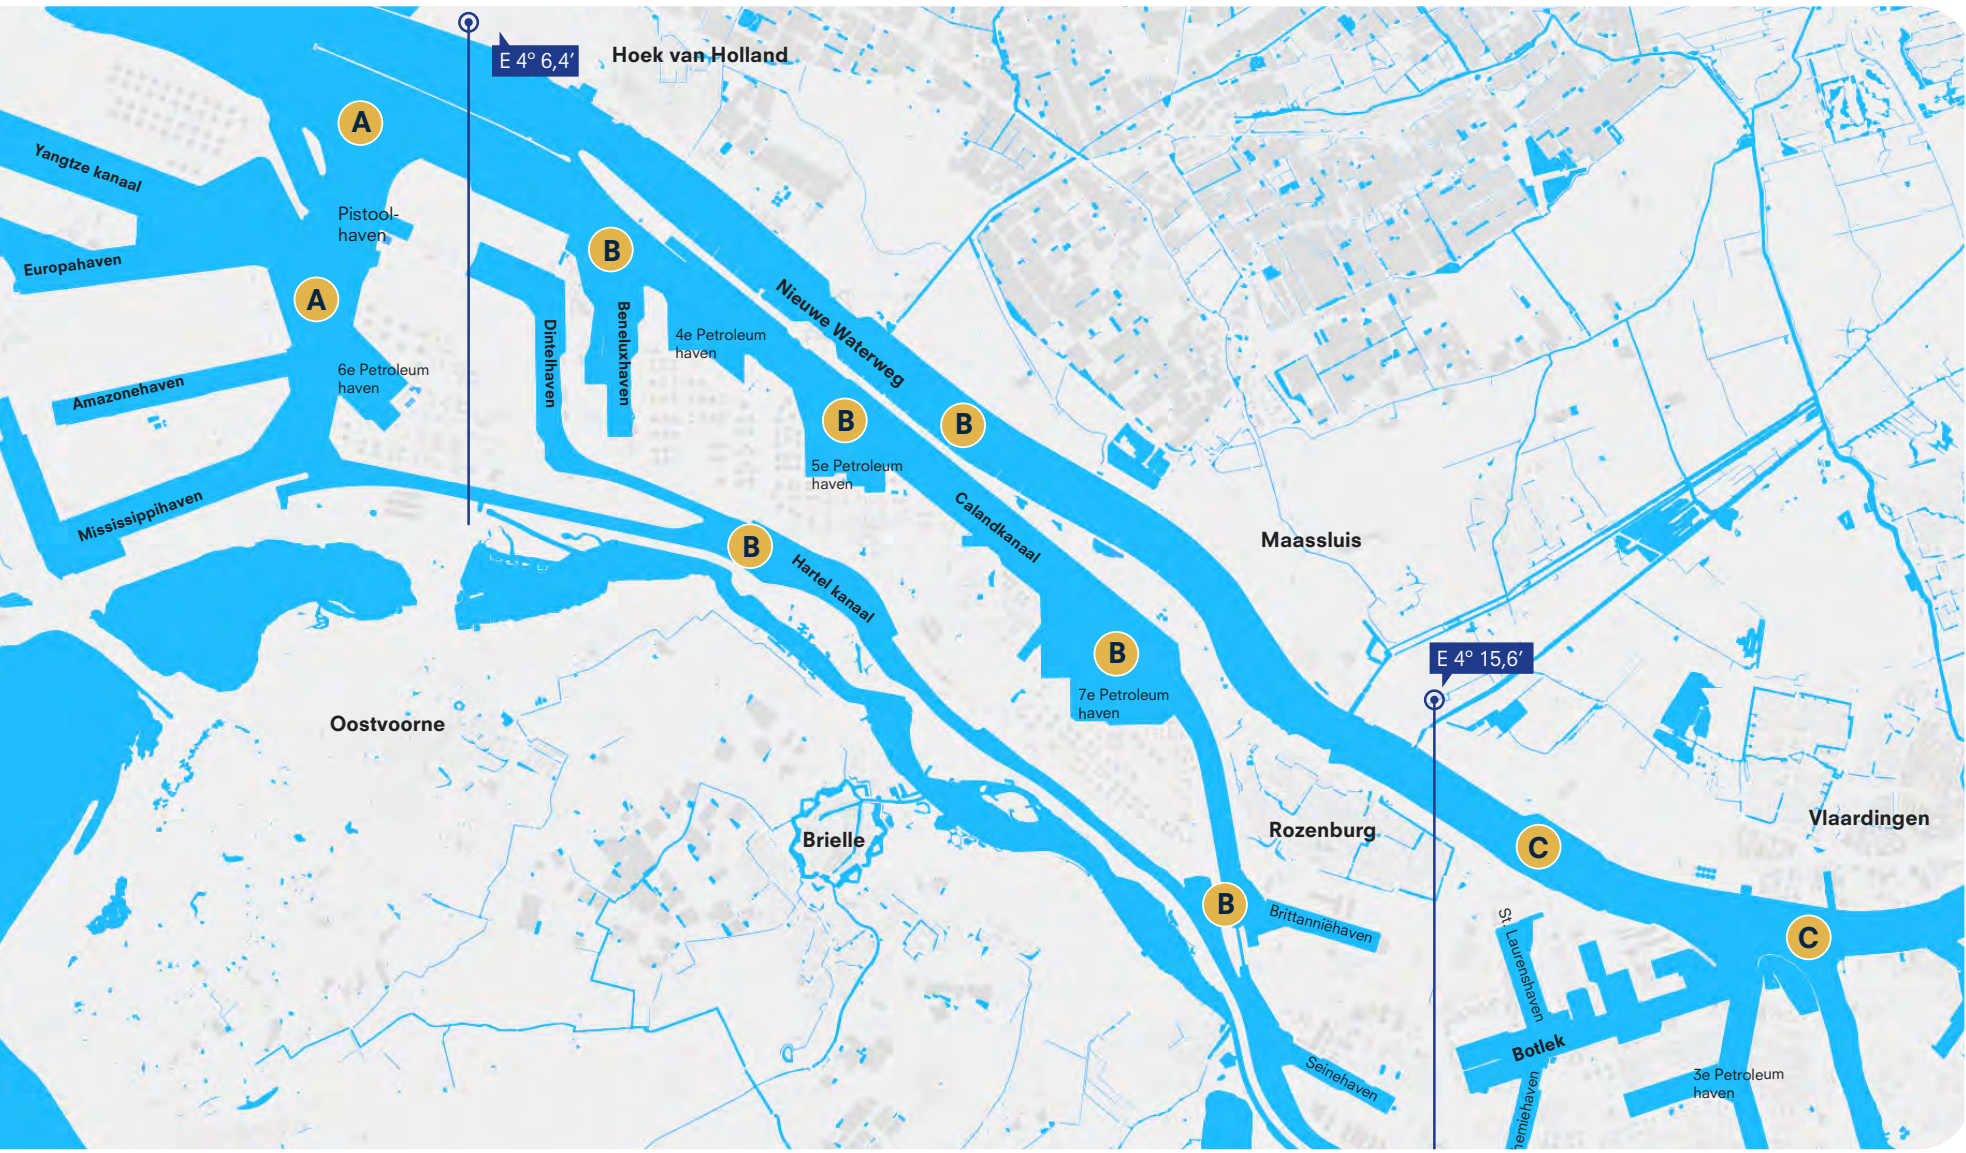 E 4° 6,4’
Hoek van Holland
A
Yangtze kanaal
Pistool-
haven
B
Europahaven
A
Nieuwe Waterweg
Beneluxhaven
Dintelhaven
4e Petroleum
haven
6e Petroleum
haven
Amazonehaven
B
B
5e Petroleum
haven
Mississippihaven
Calandkanaal
Maassluis
B
Hartel kanaal
B
E 4° 15,6’
7e Petroleum
haven
Oostvoorne
Vlaardingen
Rozenburg
Brielle
C
B
Brittanniëhaven
St. Laurenshaven
C
Botlek
Seinehaven
3e Petroleum
haven